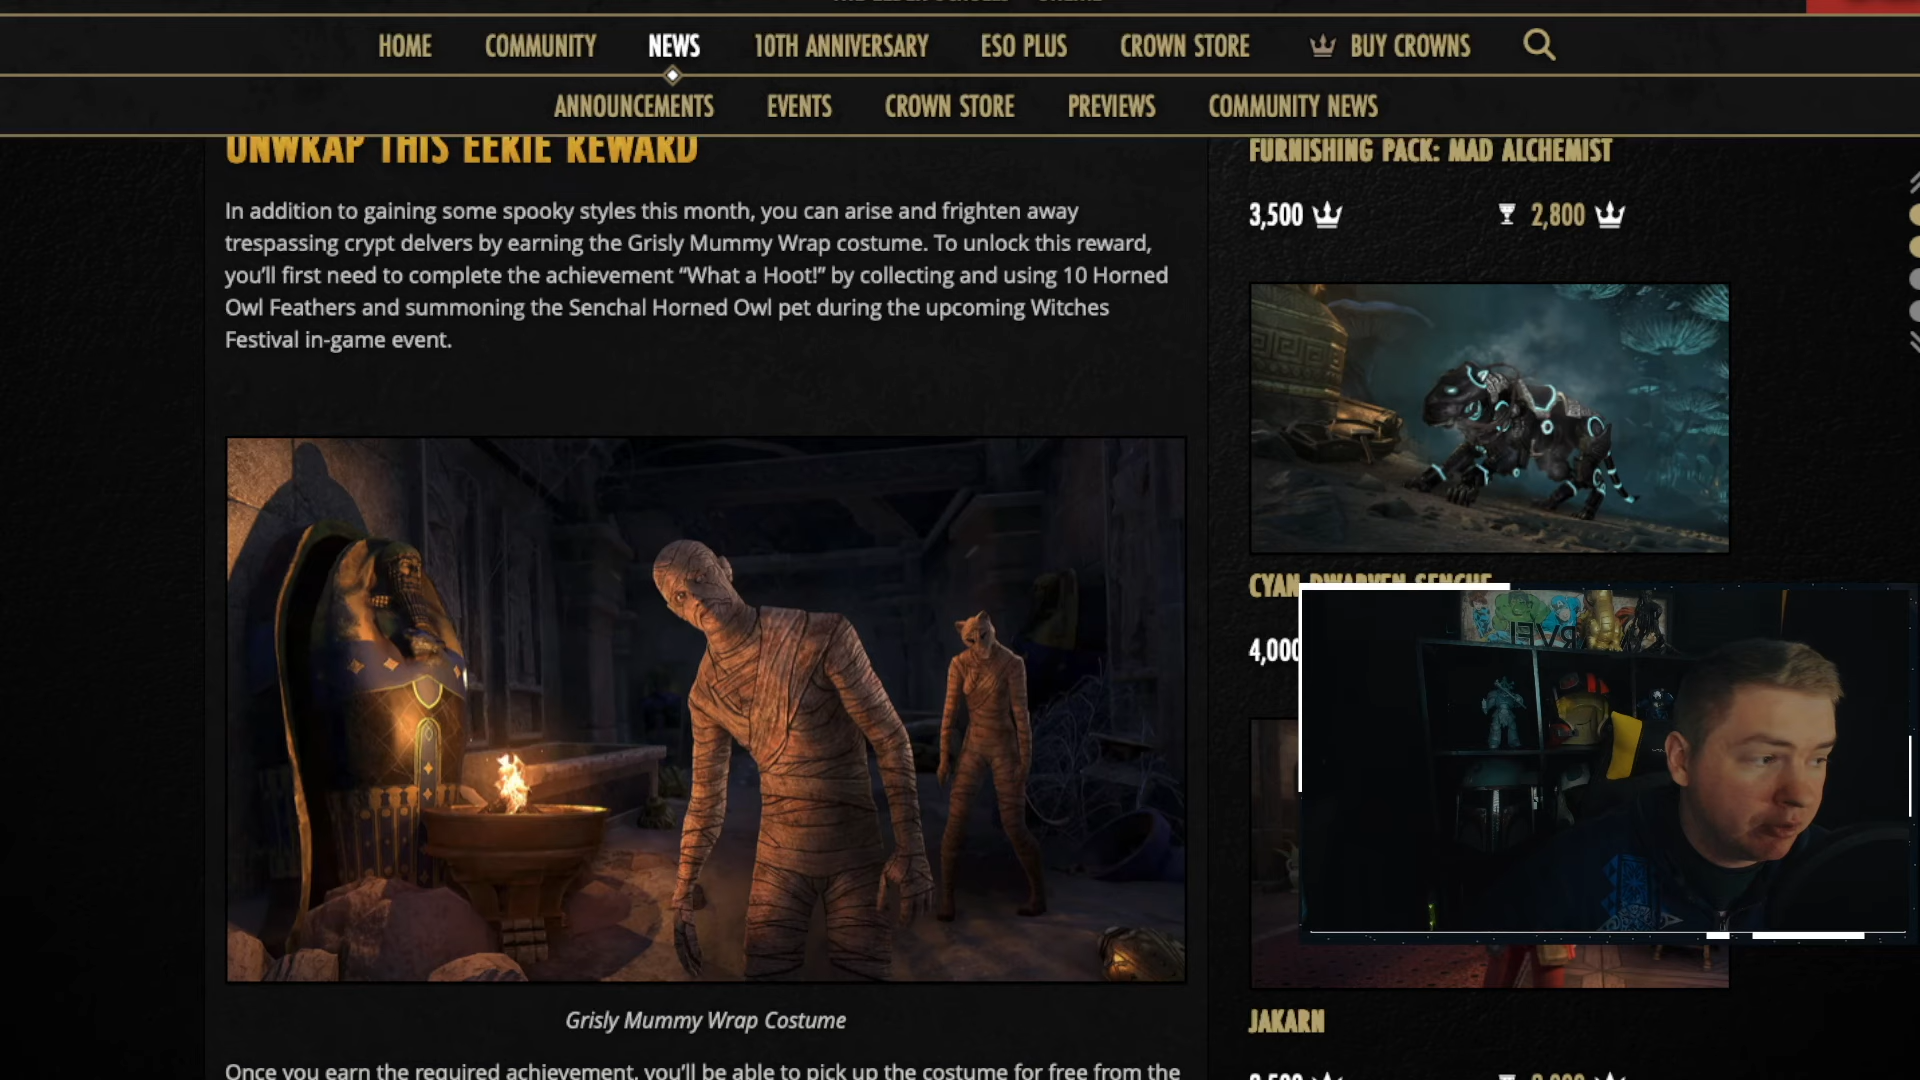 HOME COMMUNITY NEWS 10TH ANNIVERSARY ESO PLUS CROWN STORE BUY CROWNS
ANNOUNCEMENTS EVENTS CROWN STORE PREVIEWS COMMUNITY NEWS
UNWRAP THIS EERIE REWARD
In addition to gaining some spooky styles this month, you can arise and frighten away
trespassing crypt delvers by earning the Grisly Mummy Wrap costume. To unlock this reward,
you’ll first need to complete the achievement “What a Hoot!” by collecting and using 10 Horned
Owl Feathers and summoning the Senchal Horned Owl pet during the upcoming Witches
Festival in-game event.
Grisly Mummy Wrap Costume
Once you earn the required achievement, you’ll be able to pick up the costume for free from the
FURNISHING PACK: MAD ALCHEMIST
3,500 2,800
CYAN DWARVEN SENCHE
4,000
JAKARN